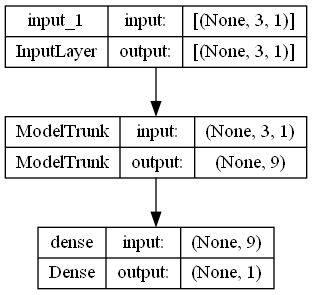 input_1 input: [(None, 3, 1)]
InputLayer output: [(None, 3, 1)]
ModelTrunk input: (None, 3, 1)
ModelTrunk output: (None, 9)
dense input: (None, 9)
Dense output: (None, 1)